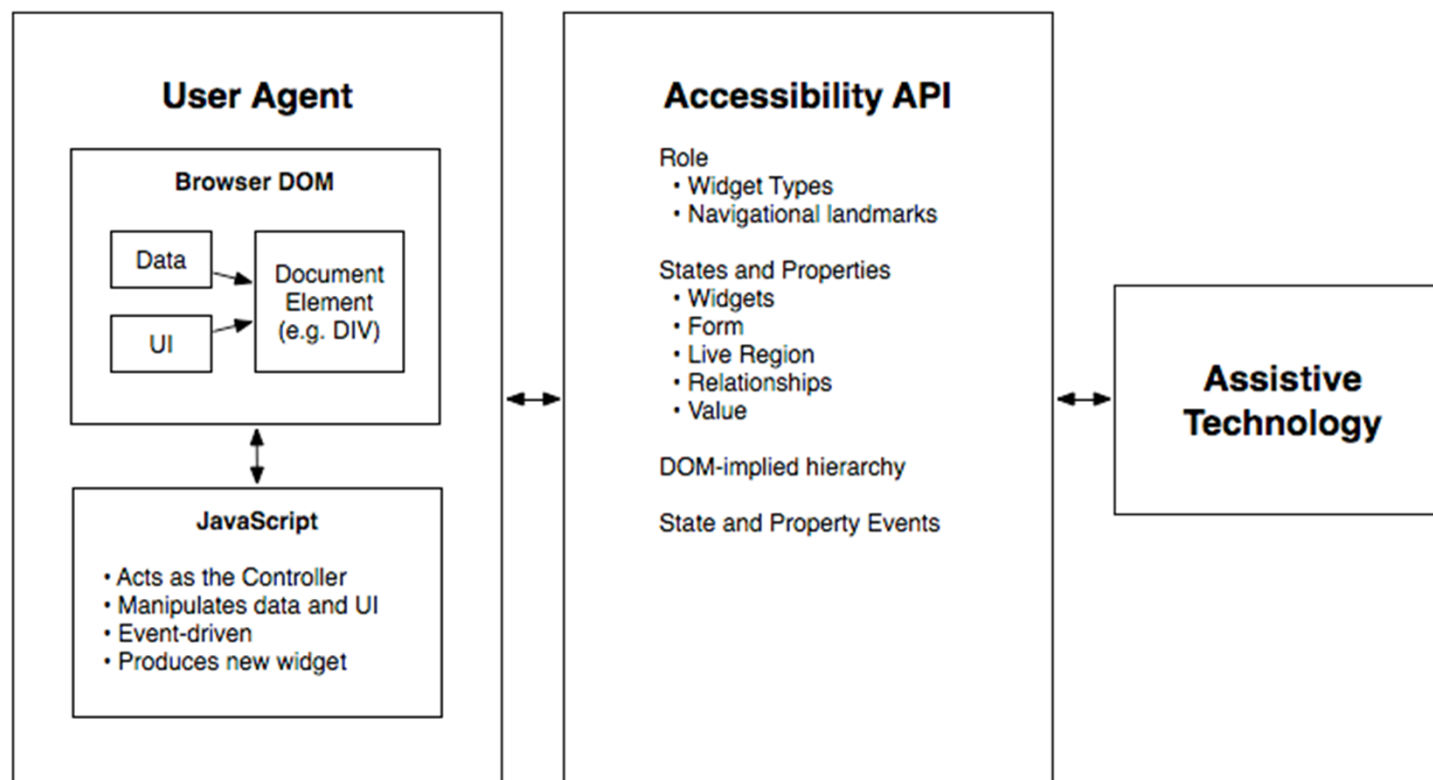 User Agent
Browser DOM
Data
UI
Document
Element
(e.g. DIV)
JavaScript
• Acts as the Controller
• Manipulates data and UI
• Event-driven
• Produces new widget
Accessibility API
Role
• Widget Types
• Navigational landmarks
States and Properties
• Widgets
• Form
• Live Region
• Relationships
• Value
DOM-implied hierarchy
State and Property Events
Assistive
Technology